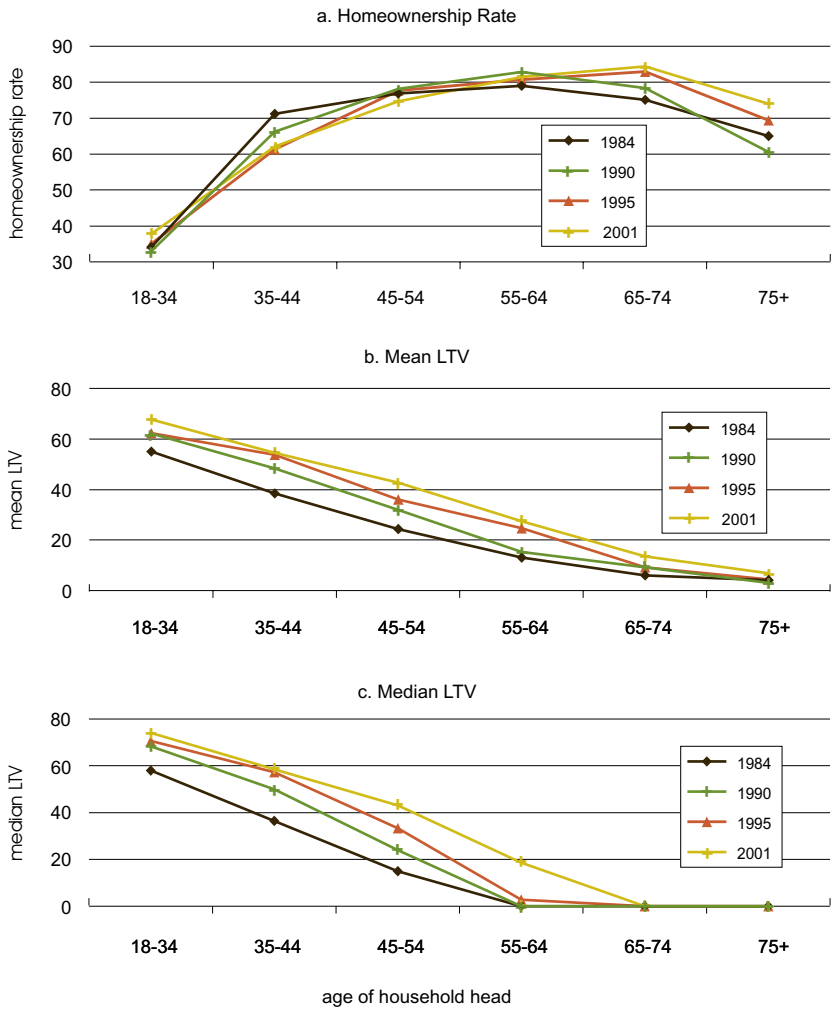 a. Homeownership Rate
90
80
70
60
50
40
30
homeownership rate
1984
1990
1995
2001
18-34 35-44 45-54 55-64 65-74 75+
b. Mean LTV
80
60
40
20
0
mean LTV
1984
1990
1995
2001
18-34 35-44 45-54 55-64 65-74 75+
c. Median LTV
80
60
40
20
0
median LTV
1984
1990
1995
2001
18-34 35-44 45-54 55-64 65-74 75+
age of household head